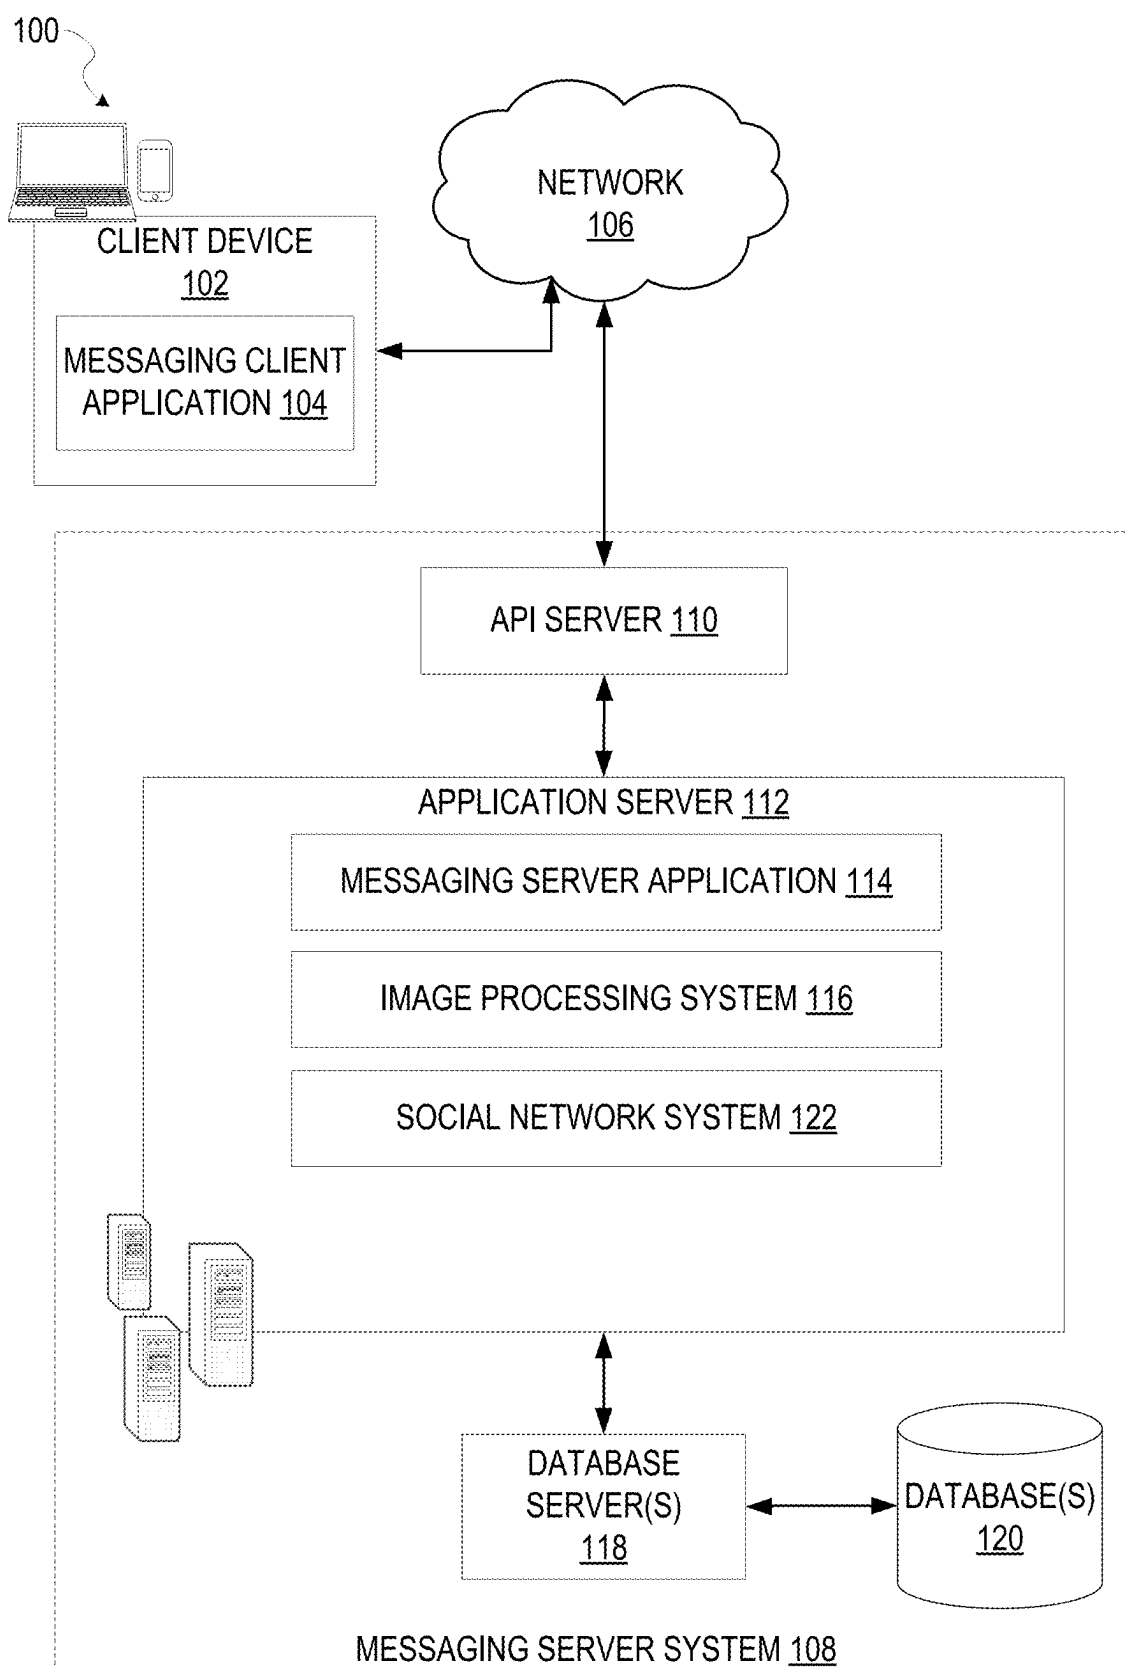 100
NETWORK
106
CLIENT DEVICE
102
MESSAGING CLIENT
APPLICATION 104
API SERVER 110
APPLICATION SERVER 112
MESSAGING SERVER APPLICATION 114
IMAGE PROCESSING SYSTEM 116
SOCIAL NETWORK SYSTEM 122
DATABASE
SERVER(S)
118
DATABASE(S)
120
MESSAGING SERVER SYSTEM 108